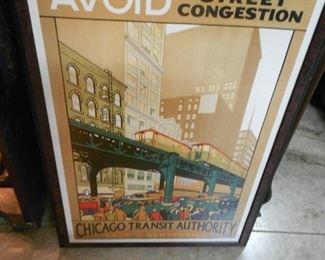 AVOID STREET
CONGESTION
CHICAGO TRANSIT AUTHORITY